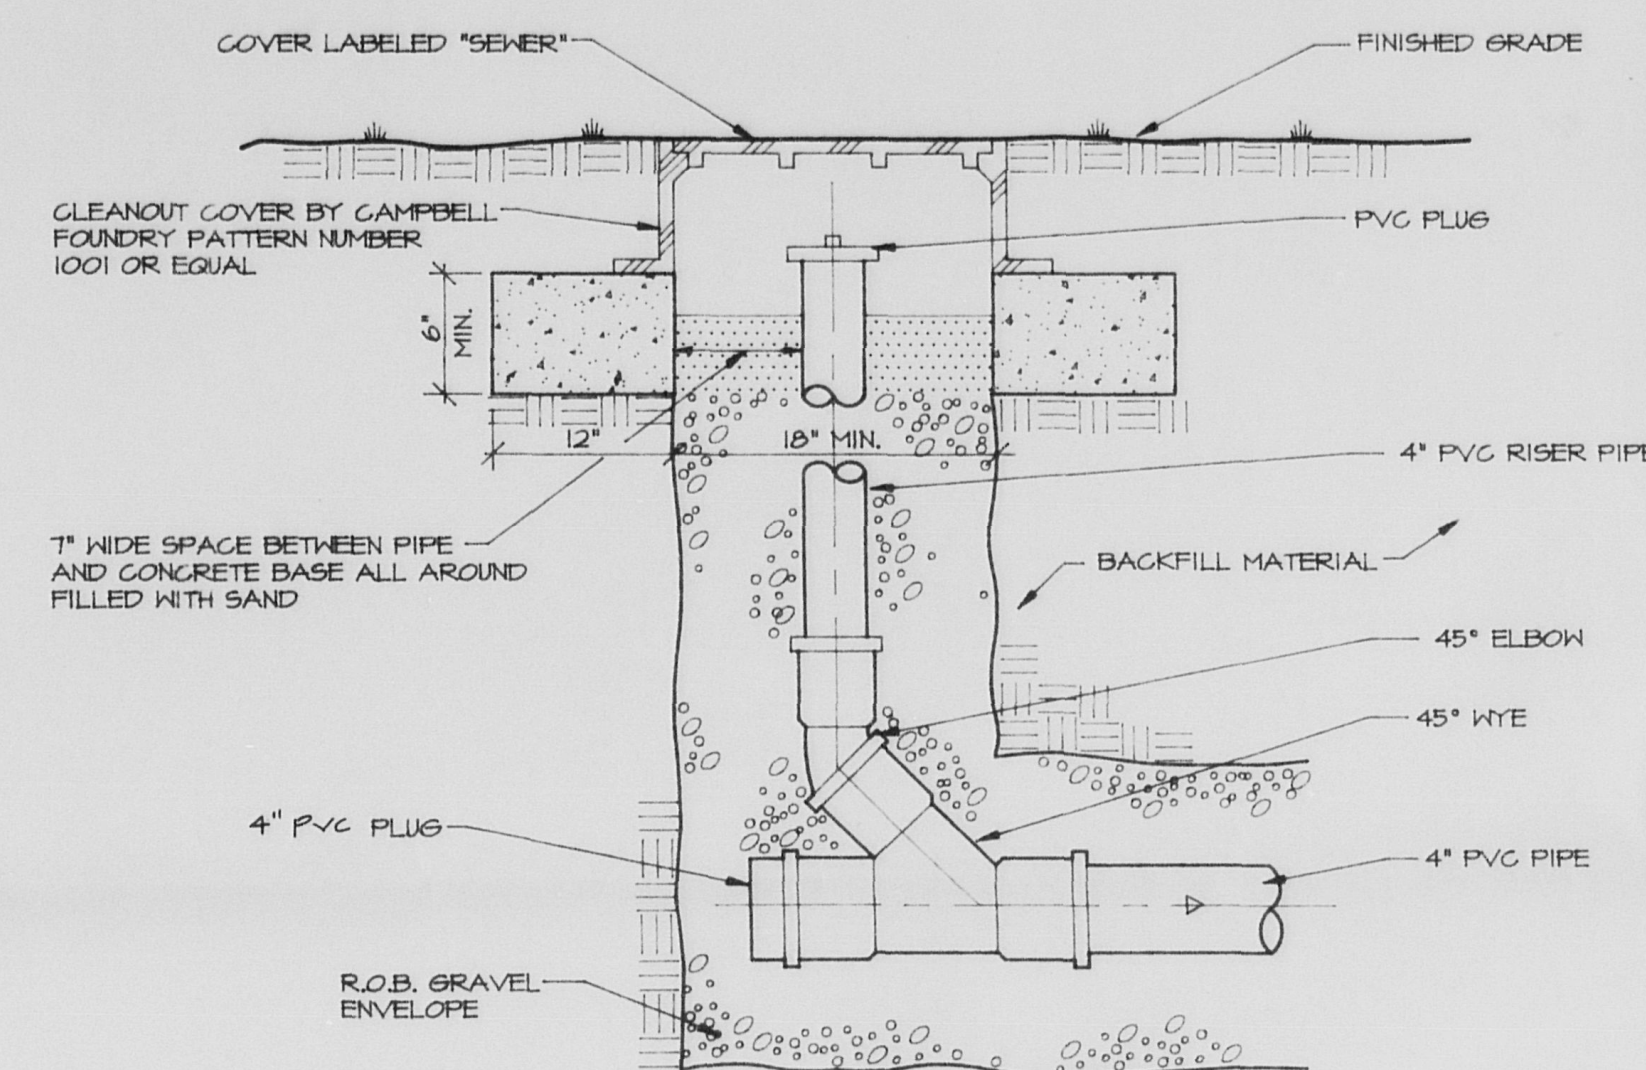 COVER LABELED "SEWER"
FINISHED GRADE
CLEANOUT COVER BY CAMPBELL
FOUNDRY PATTERN NUMBER
1001 OR EQUAL
PVC PLUG
6"
MIN.
12"
18" MIN.
4" PVC RISER PIPE
7" WIDE SPACE BETWEEN PIPE
AND CONCRETE BASE ALL AROUND
FILLED WITH SAND
BACKFILL MATERIAL
45° ELBOW
45° WYE
4" PVC PLUG
4" PVC PIPE
R.O.B. GRAVEL
ENVELOPE